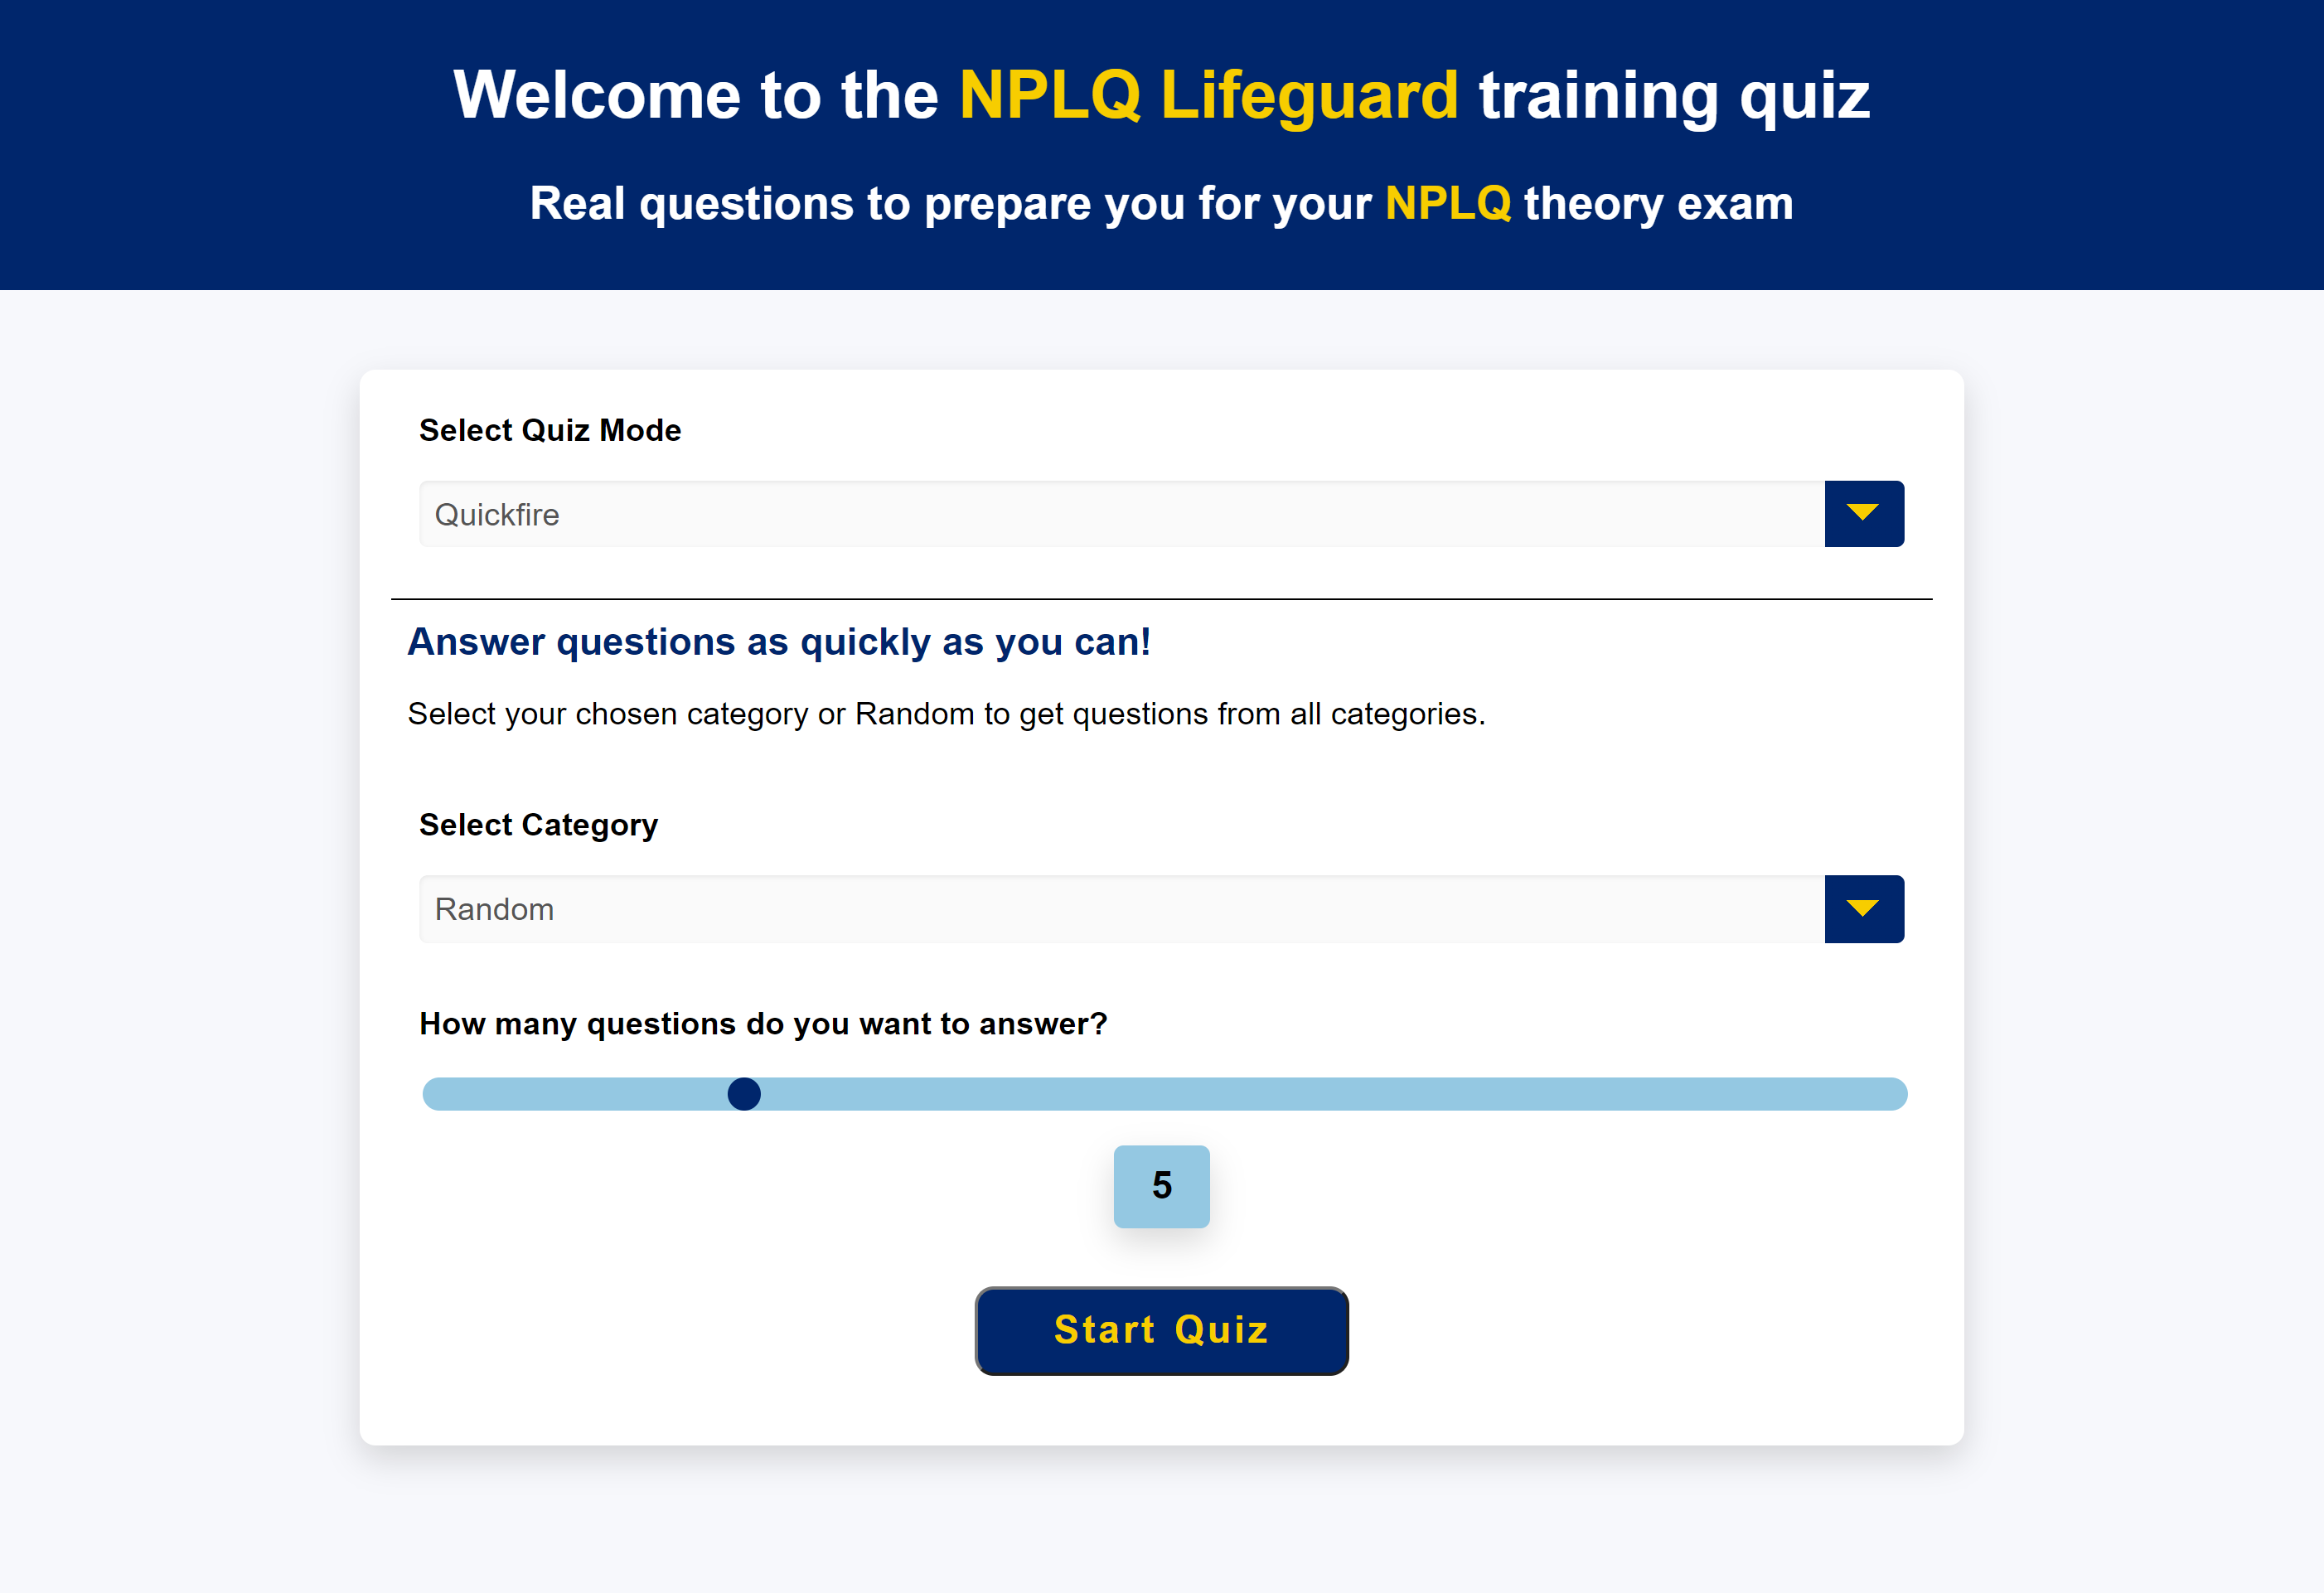 Welcome to the NPLQ Lifeguard training quiz
Real questions to prepare you for your NPLQ theory exam
Select Quiz Mode
Quickfire
Answer questions as quickly as you can!
Select your chosen category or Random to get questions from all categories.
Select Category
Random
How many questions do you want to answer?
5
Start Quiz